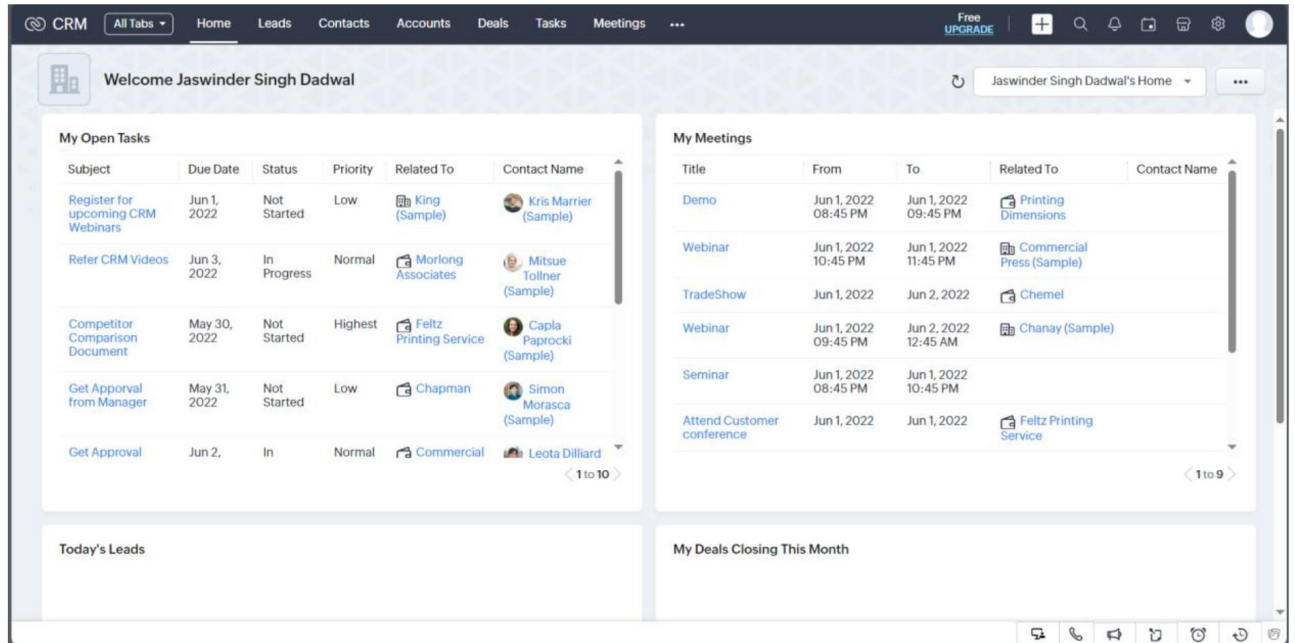 CRM All Tabs Home Leads Contacts Accounts Deals Tasks Meetings ... Free
UPGRADE
Welcome Jaswinder Singh Dadwal
Jaswinder Singh Dadwal's Home ...
My Open Tasks
Subject Due Date Status Priority Related To Contact Name
Register for Jun 1, Not Low King Kris Marrier
upcoming CRM 2022 Started (Sample) (Sample)
Webinars
Refer CRM Videos Jun 3, In Normal Morlong Mitsue
2022 Progress Associates Tollner
(Sample)
Competitor May 30, Not Highest Feltz Capla
Comparison 2022 Started Printing Service Paprocki
Document (Sample)
Get Apporval May 31, Not Low Chapman Simon
from Manager 2022 Started Morasca
(Sample)
Get Approval Jun 2, In Normal Commercial Leota Dilliard
1 to 10
My Meetings
Title From To Related To Contact Name
Demo Jun 1, 2022 Jun 1, 2022 Printing
08:45 PM 09:45 PM Dimensions
Webinar Jun 1, 2022 Jun 1, 2022 Commercial
10:45 PM 11:45 PM Press (Sample)
TradeShow Jun 1, 2022 Jun 2, 2022 Chemel
Webinar Jun 1, 2022 Jun 2, 2022 Chanay (Sample)
09:45 PM 12:45 AM
Seminar Jun 1, 2022 Jun 1, 2022
08:45 PM 10:45 PM
Attend Customer Jun 1, 2022 Jun 1, 2022 Feltz Printing
conference Service
1 to 9
Today's Leads
My Deals Closing This Month